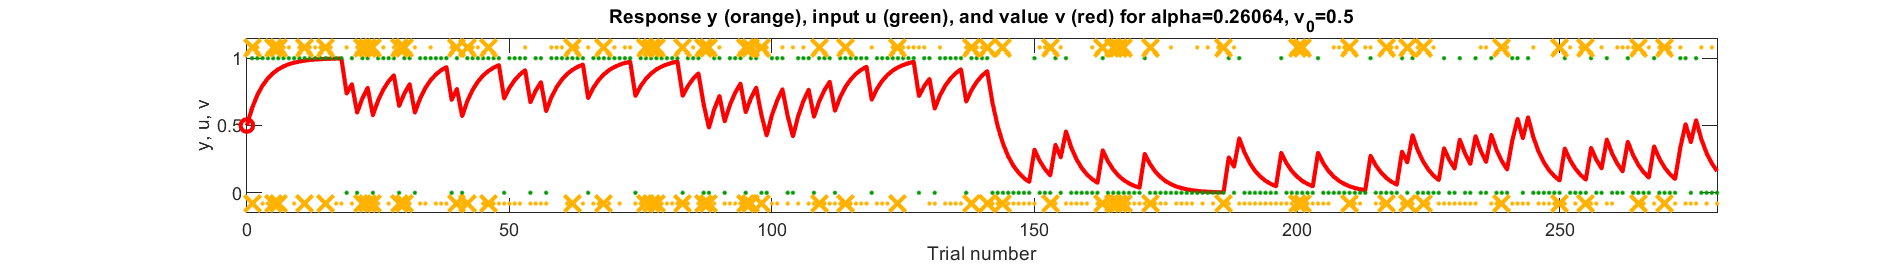 Response y (orange), input u (green), and value v (red) for alpha=0.26064, v0=0.5
1
0.5
0
y, u, v
0 50 100 150 200 250
Trial number